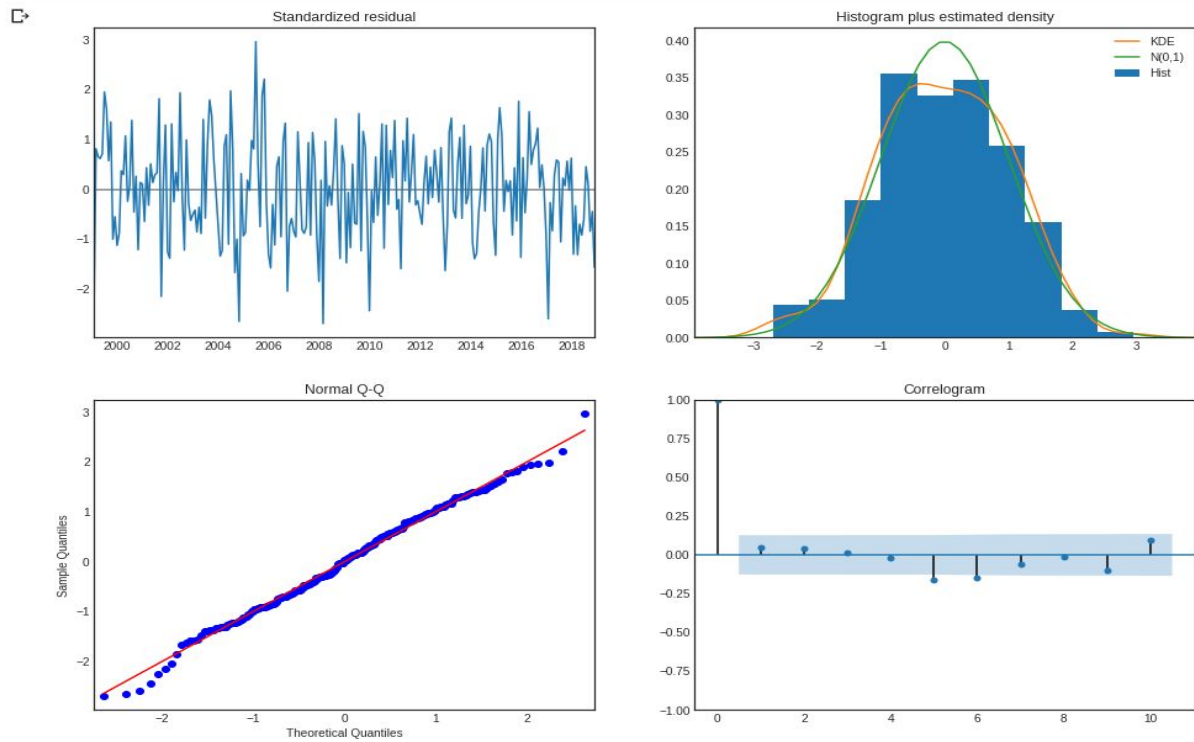 Standardized residual
3
2
1
0
−1
−2
2000 2002 2004 2006 2008 2010 2012 2014 2016 2018
Histogram plus estimated density
0.40
0.35
0.30
0.25
0.20
0.15
0.10
0.05
0.00
KDE
N(0,1)
Hist
−3 −2 −1 0 1 2 3
Normal Q-Q
3
2
1
0
−1
−2
Sample Quantiles
−2 −1 0 1 2
Theoretical Quantiles
Correlogram
1.00
0.75
0.50
0.25
0.00
−0.25
−0.50
−0.75
−1.00
0 2 4 6 8 10